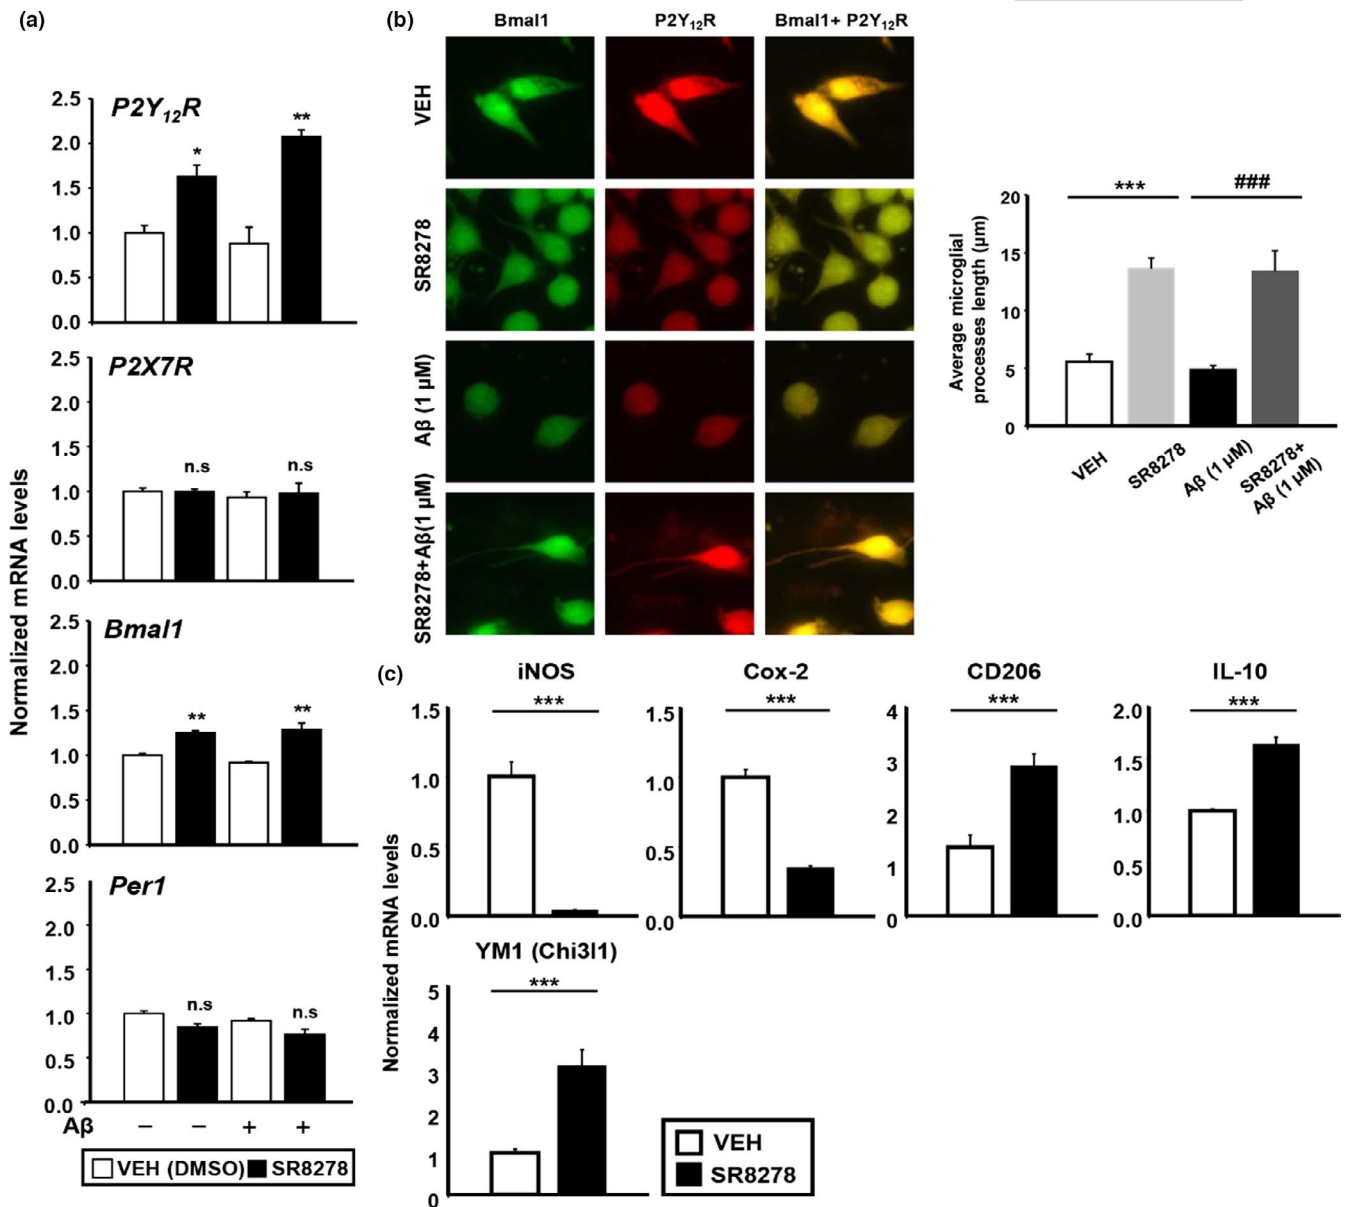 (a)
Normalized mRNA levels
P2Y12R
2.5
2.0
1.5
1.0
0.5
0.0
*
**
P2X7R
2.5
2.0
1.5
1.0
0.5
0.0
n.s
n.s
Bmal1
2.5
2.0
1.5
1.0
0.5
0.0
**
**
Per1
2.5
2.0
1.5
1.0
0.5
0.0
n.s
n.s
Aβ – – + +
VEH (DMSO) SR8278
(b)
Bmal1 P2Y12R Bmal1+ P2Y12R
VEH
SR8278
Aβ (1 μM)
SR8278+Aβ(1 μM)
Average microglial
processes length (μm)
20
15
10
5
0
***
###
VEH
SR8278
Aβ (1 μM)
SR8278+
Aβ (1 μM)
(c)
Normalized mRNA levels
iNOS
***
1.5
1.0
0.5
0.0
Cox-2
***
1.5
1.0
0.5
0.0
CD206
***
4
3
2
1
0
IL-10
***
2.0
1.5
1.0
0.5
0.0
YM1 (Chi3l1)
***
5
4
3
2
1
0
VEH
SR8278